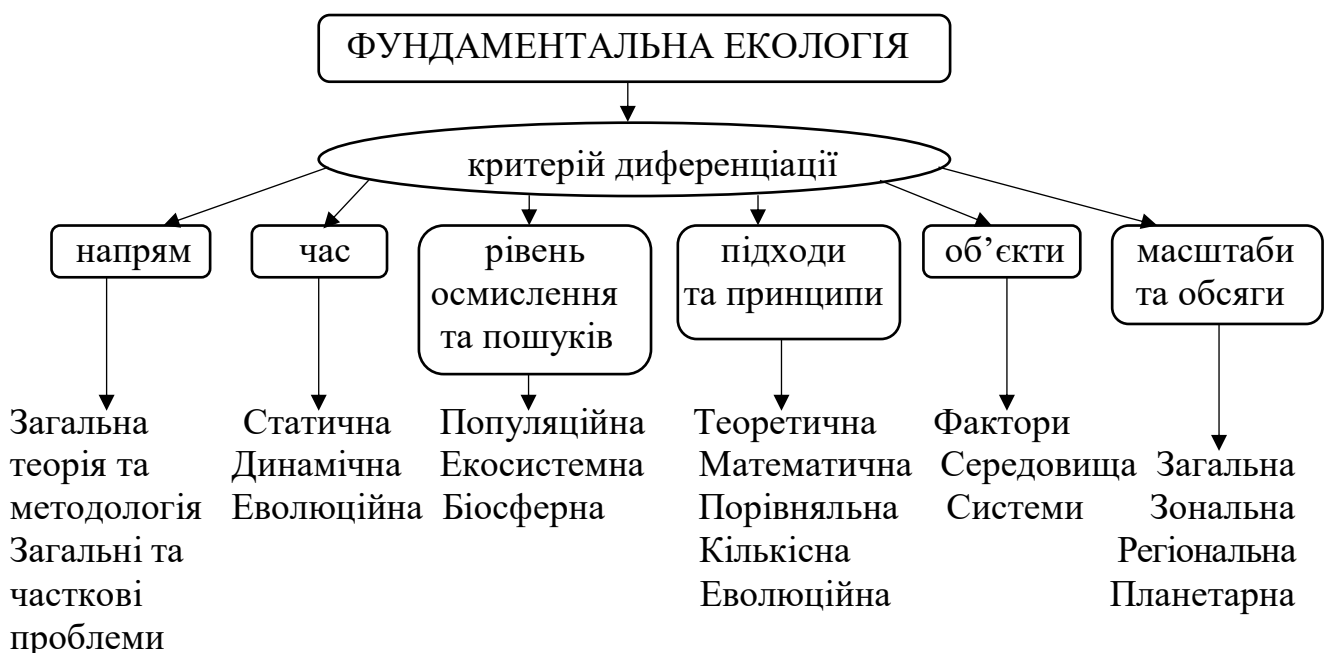 ФУНДАМЕНТАЛЬНА ЕКОЛОГІЯ
критерій диференціації
напрям
час
рівень
осмислення
та пошуків
підходи
та принципи
об’єкти
масштаби
та обсяги
Загальна
теорія та
методологія
Загальні та
часткові
проблеми
Статична
Динамічна
Еволюційна
Популяційна
Екосистемна
Біосферна
Теоретична
Математична
Порівняльна
Кількісна
Еволюційна
Фактори
Середовища
Системи
Загальна
Зональна
Регіональна
Планетарна